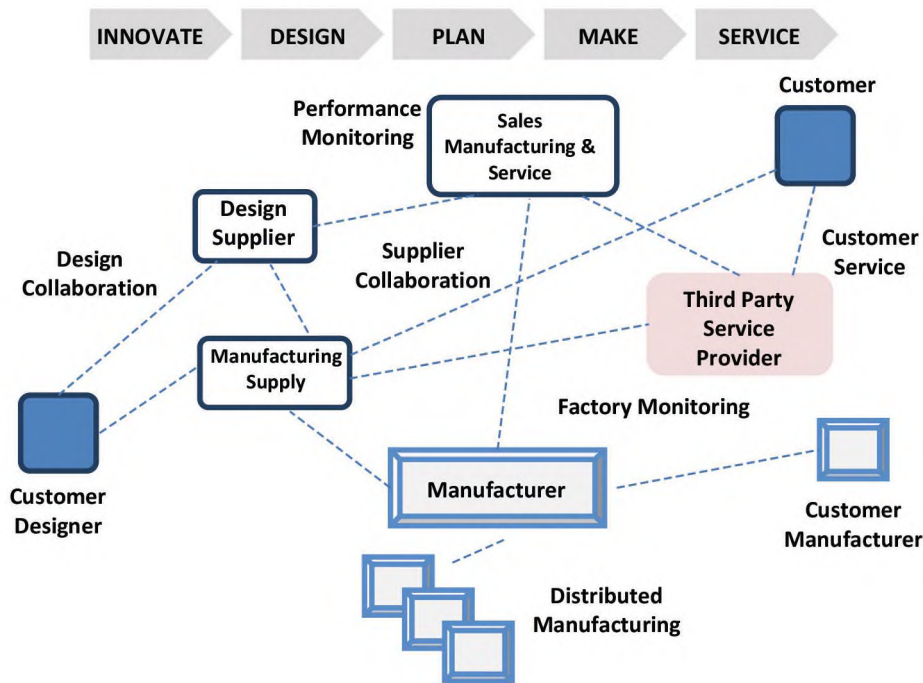 INNOVATE DESIGN PLAN MAKE SERVICE
Customer
Performance
Monitoring
Sales
Manufacturing &
Service
Design
Supplier
Design
Collaboration
Supplier
Collaboration
Customer
Service
Third Party
Service
Provider
Manufacturing
Supply
Factory Monitoring
Customer
Designer
Manufacturer
Customer
Manufacturer
Distributed
Manufacturing